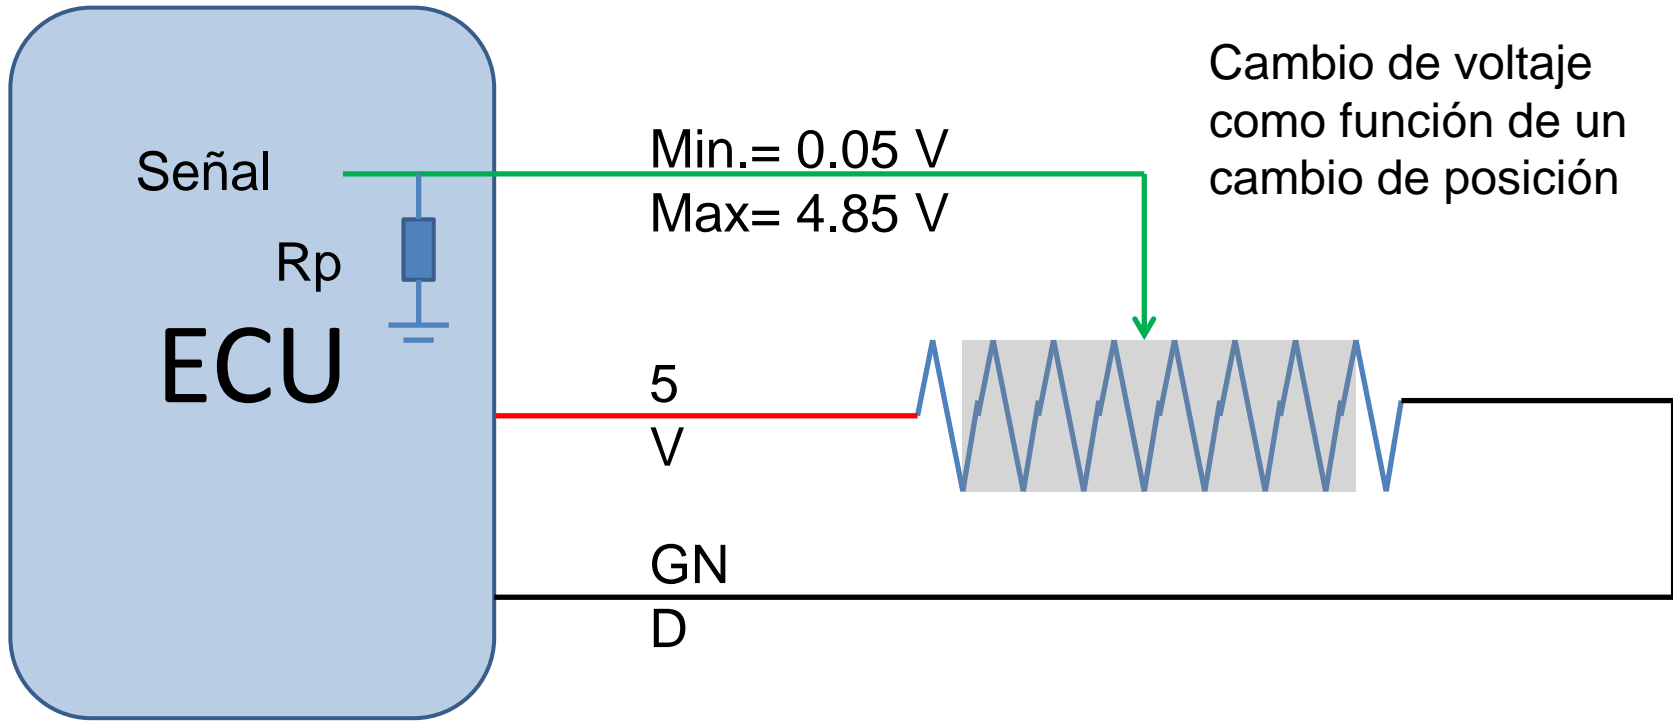 Cambio de voltaje
como función de un
cambio de posición
Min.= 0.05 V
Max= 4.85 V
Señal
Rp
ECU
5
V
GN
D